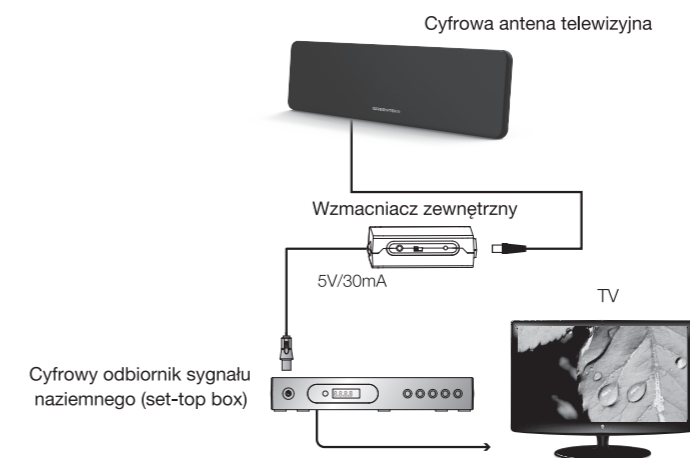 Cyfrowa antena telewizyjna
Wzmacniacz zewnętrzny
5V/30mA
TV
Cyfrowy odbiornik sygnału
naziemnego (set-top box)